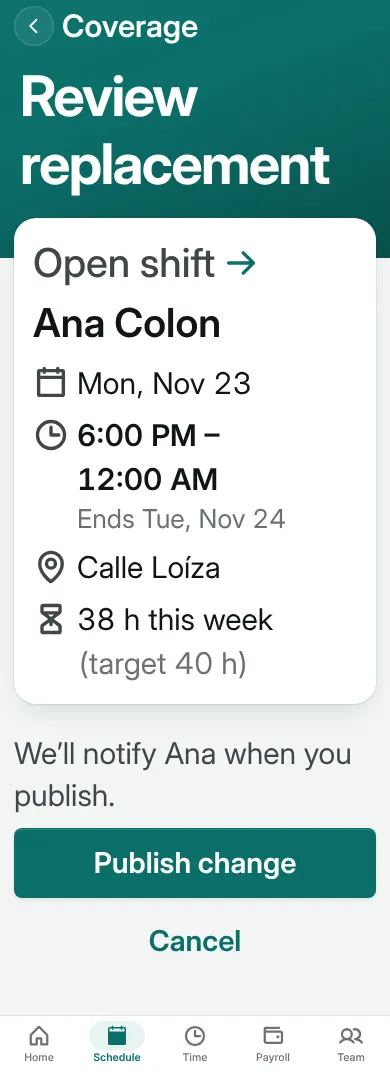 Coverage
Review
replacement
Open shift →
Ana Colon
Mon, Nov 23
6:00 PM –
12:00 AM
Ends Tue, Nov 24
Calle Loíza
38 h this week
(target 40 h)
We’ll notify Ana when you
publish.
Publish change
Cancel
Home
Schedule
Time
Payroll
Team